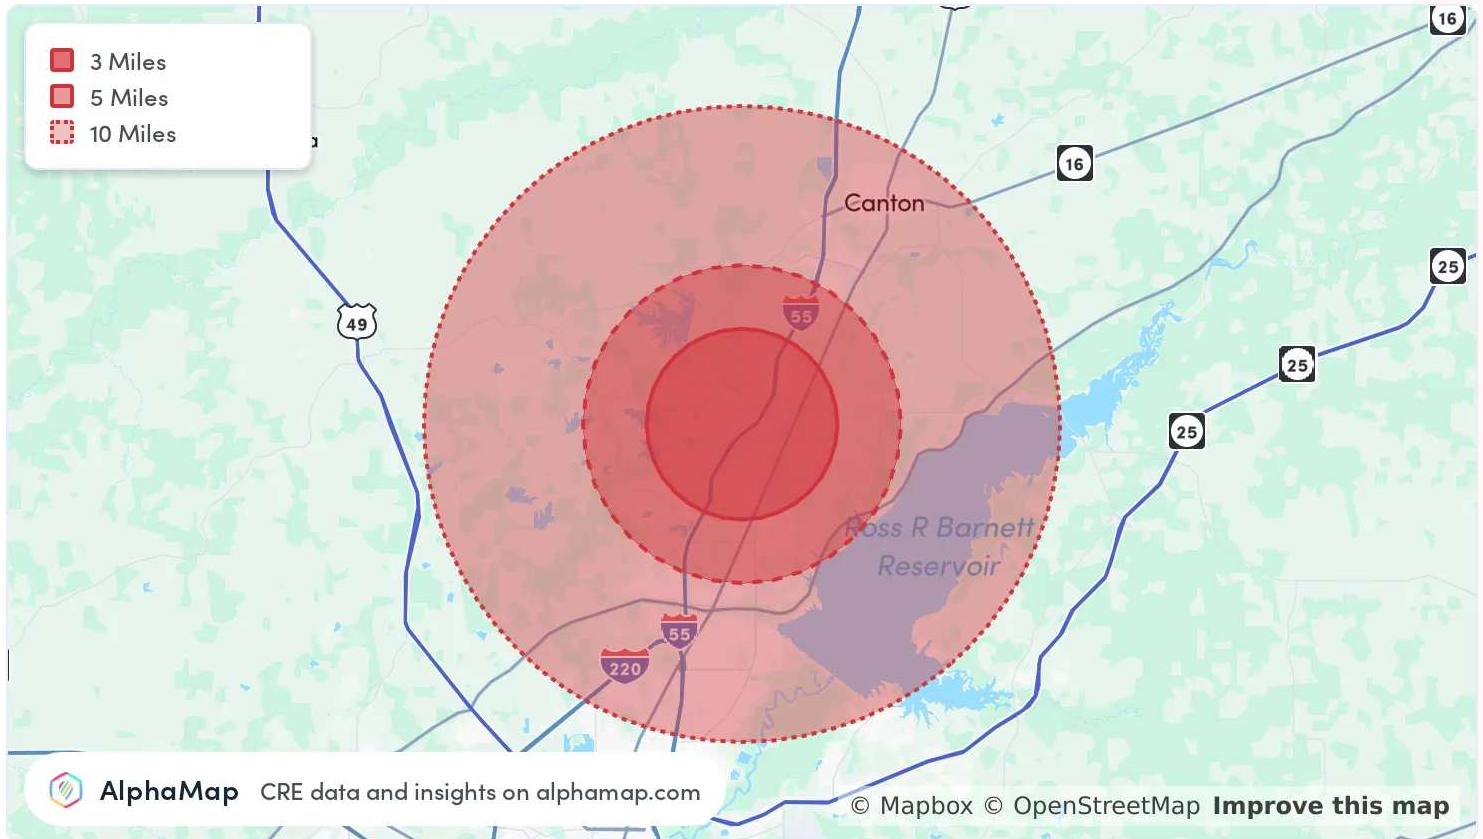 3 Miles
5 Miles
10 Miles
16
16
Canton
25
55
49
25
25
Ross R Barnett
Reservoir
55
220
AlphaMap CRE data and insights on alphamap.com
© Mapbox © OpenStreetMap Improve this map